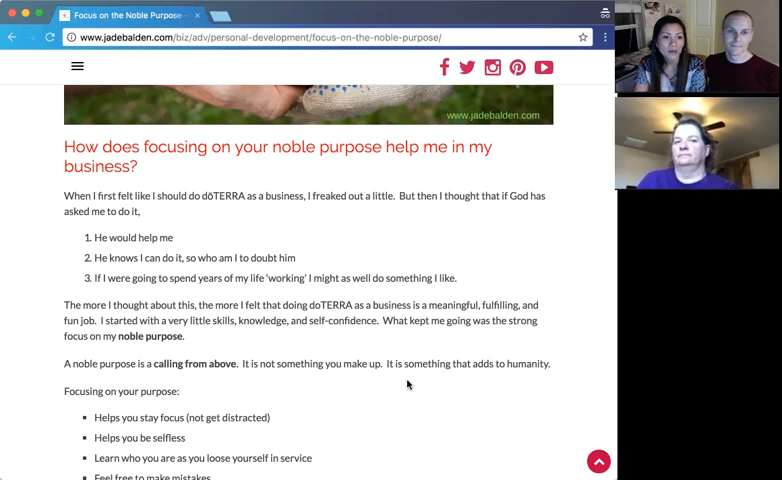 Focus on the Noble Purpose –
www.jadebalden.com/biz/adv/personal-development/focus-on-the-noble-purpose/
www.jadebalden.com
How does focusing on your noble purpose help me in my
business?
When I first felt like I should do dōTERRA as a business, I freaked out a little. But then I thought that if God has
asked me to do it,
1. He would help me
2. He knows I can do it, so who am I to doubt him
3. If I were going to spend years of my life 'working' I might as well do something I like.
The more I thought about this, the more I felt that doing doTERRA as a business is a meaningful, fulfilling, and
fun job. I started with a very little skills, knowledge, and self-confidence. What kept me going was the strong
focus on my noble purpose.
A noble purpose is a calling from above. It is not something you make up. It is something that adds to humanity.
Focusing on your purpose:
Helps you stay focus (not get distracted)
Helps you be selfless
Learn who you are as you loose yourself in service
Feel free to make mistakes